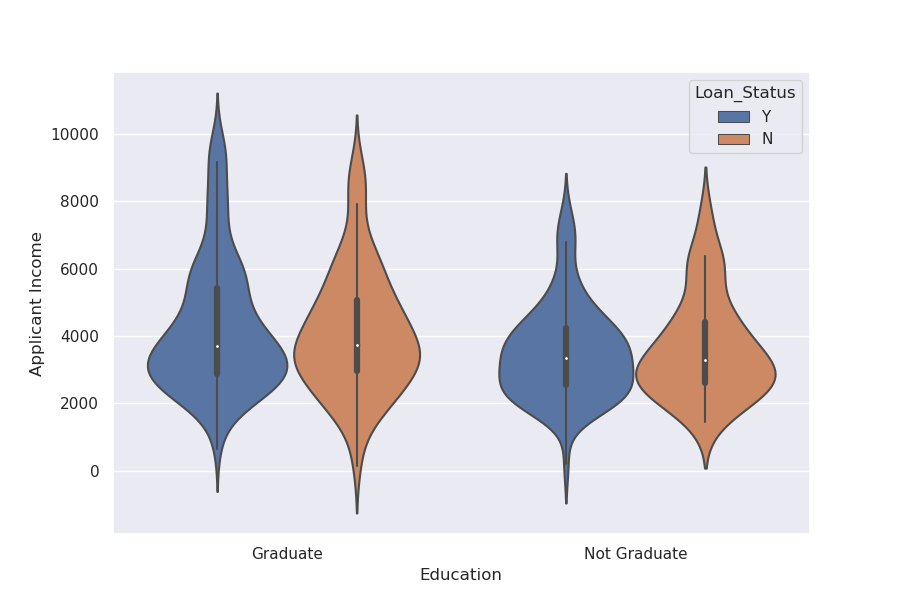 Loan_Status
Y
N
10000
8000
6000
4000
2000
0
Applicant Income
Graduate
Not Graduate
Education